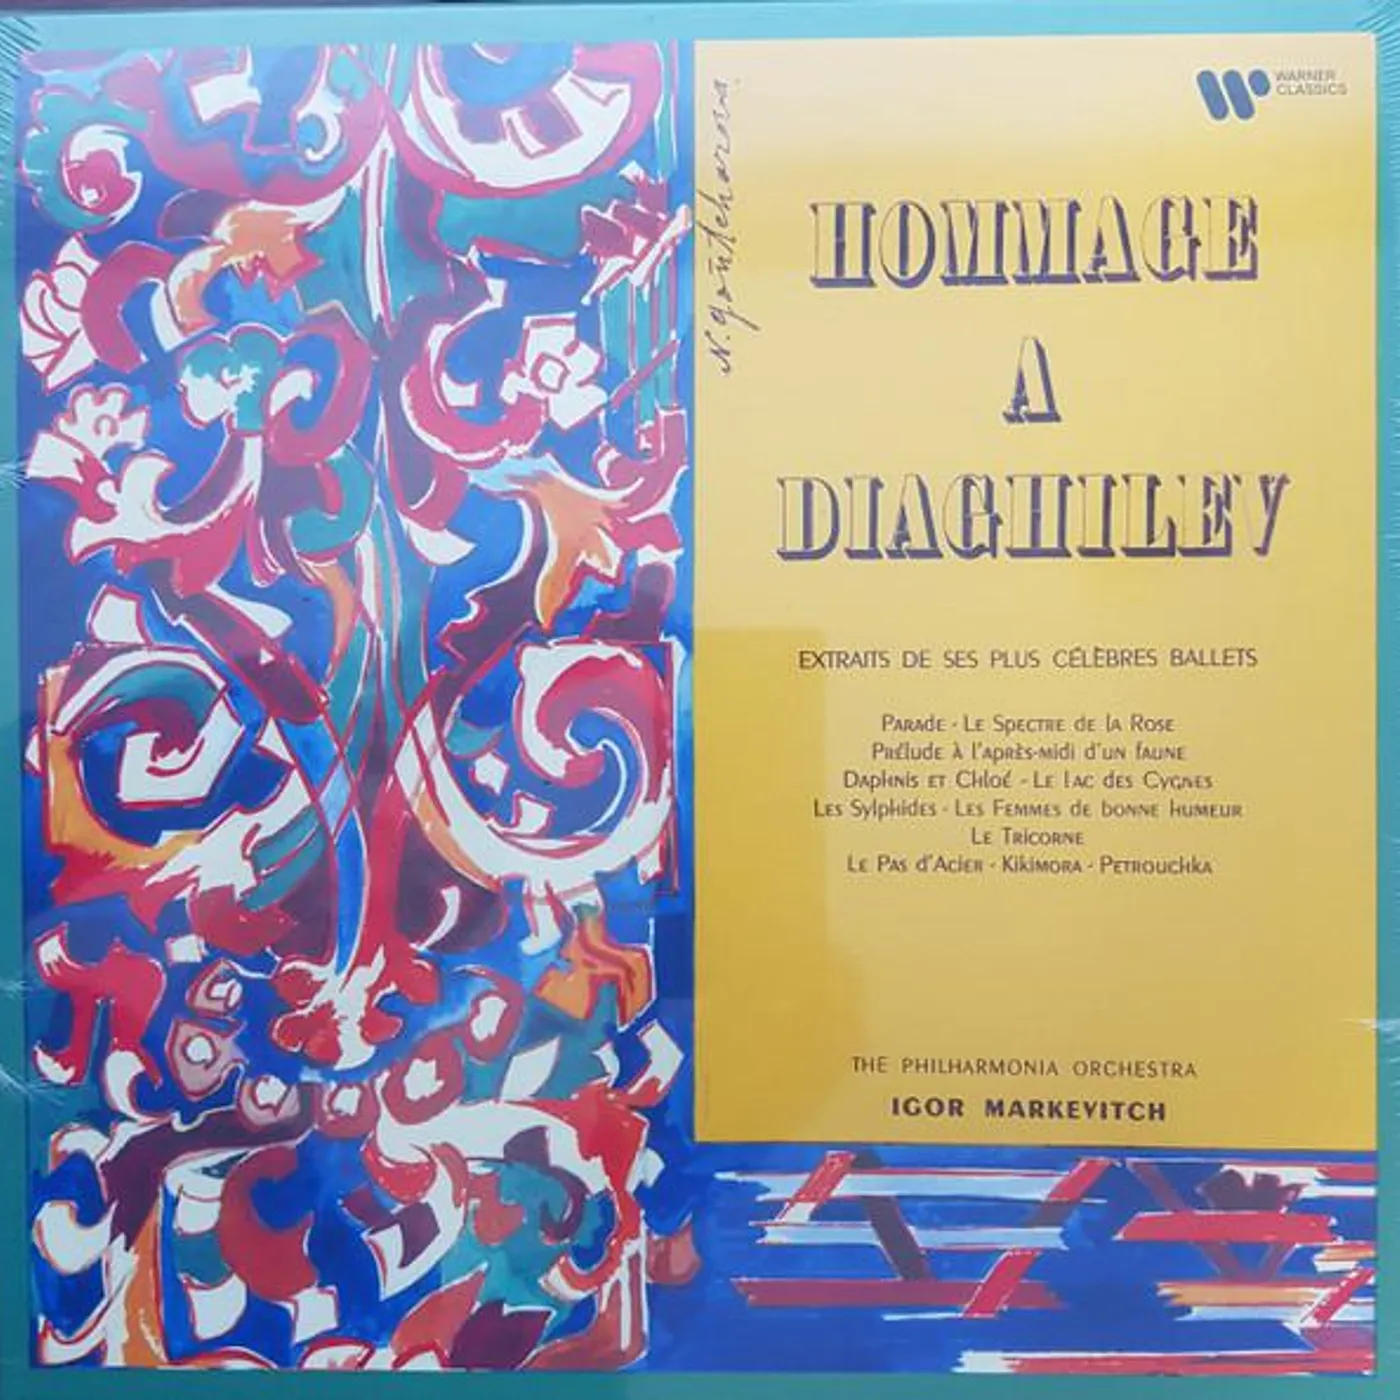 WARNER
CLASSICS
N. Gontcharova
HOMMAGE
A
DIAGHILEV
EXTRAITS DE SES PLUS CÉLÈBRES BALLETS
PARADE - LE SPECTRE DE LA ROSE
PRÉLUDE À L'APRÈS-MIDI D'UN FAUNE
DAPHNIS ET CHLOÉ - LE LAC DES CYGNES
LES SYLPHIDES - LES FEMMES DE BONNE HUMEUR
LE TRICORNE
LE PAS D'ACIER - KIKIMORA - PETROUCHKA
THE PHILHARMONIA ORCHESTRA
IGOR MARKEVITCH